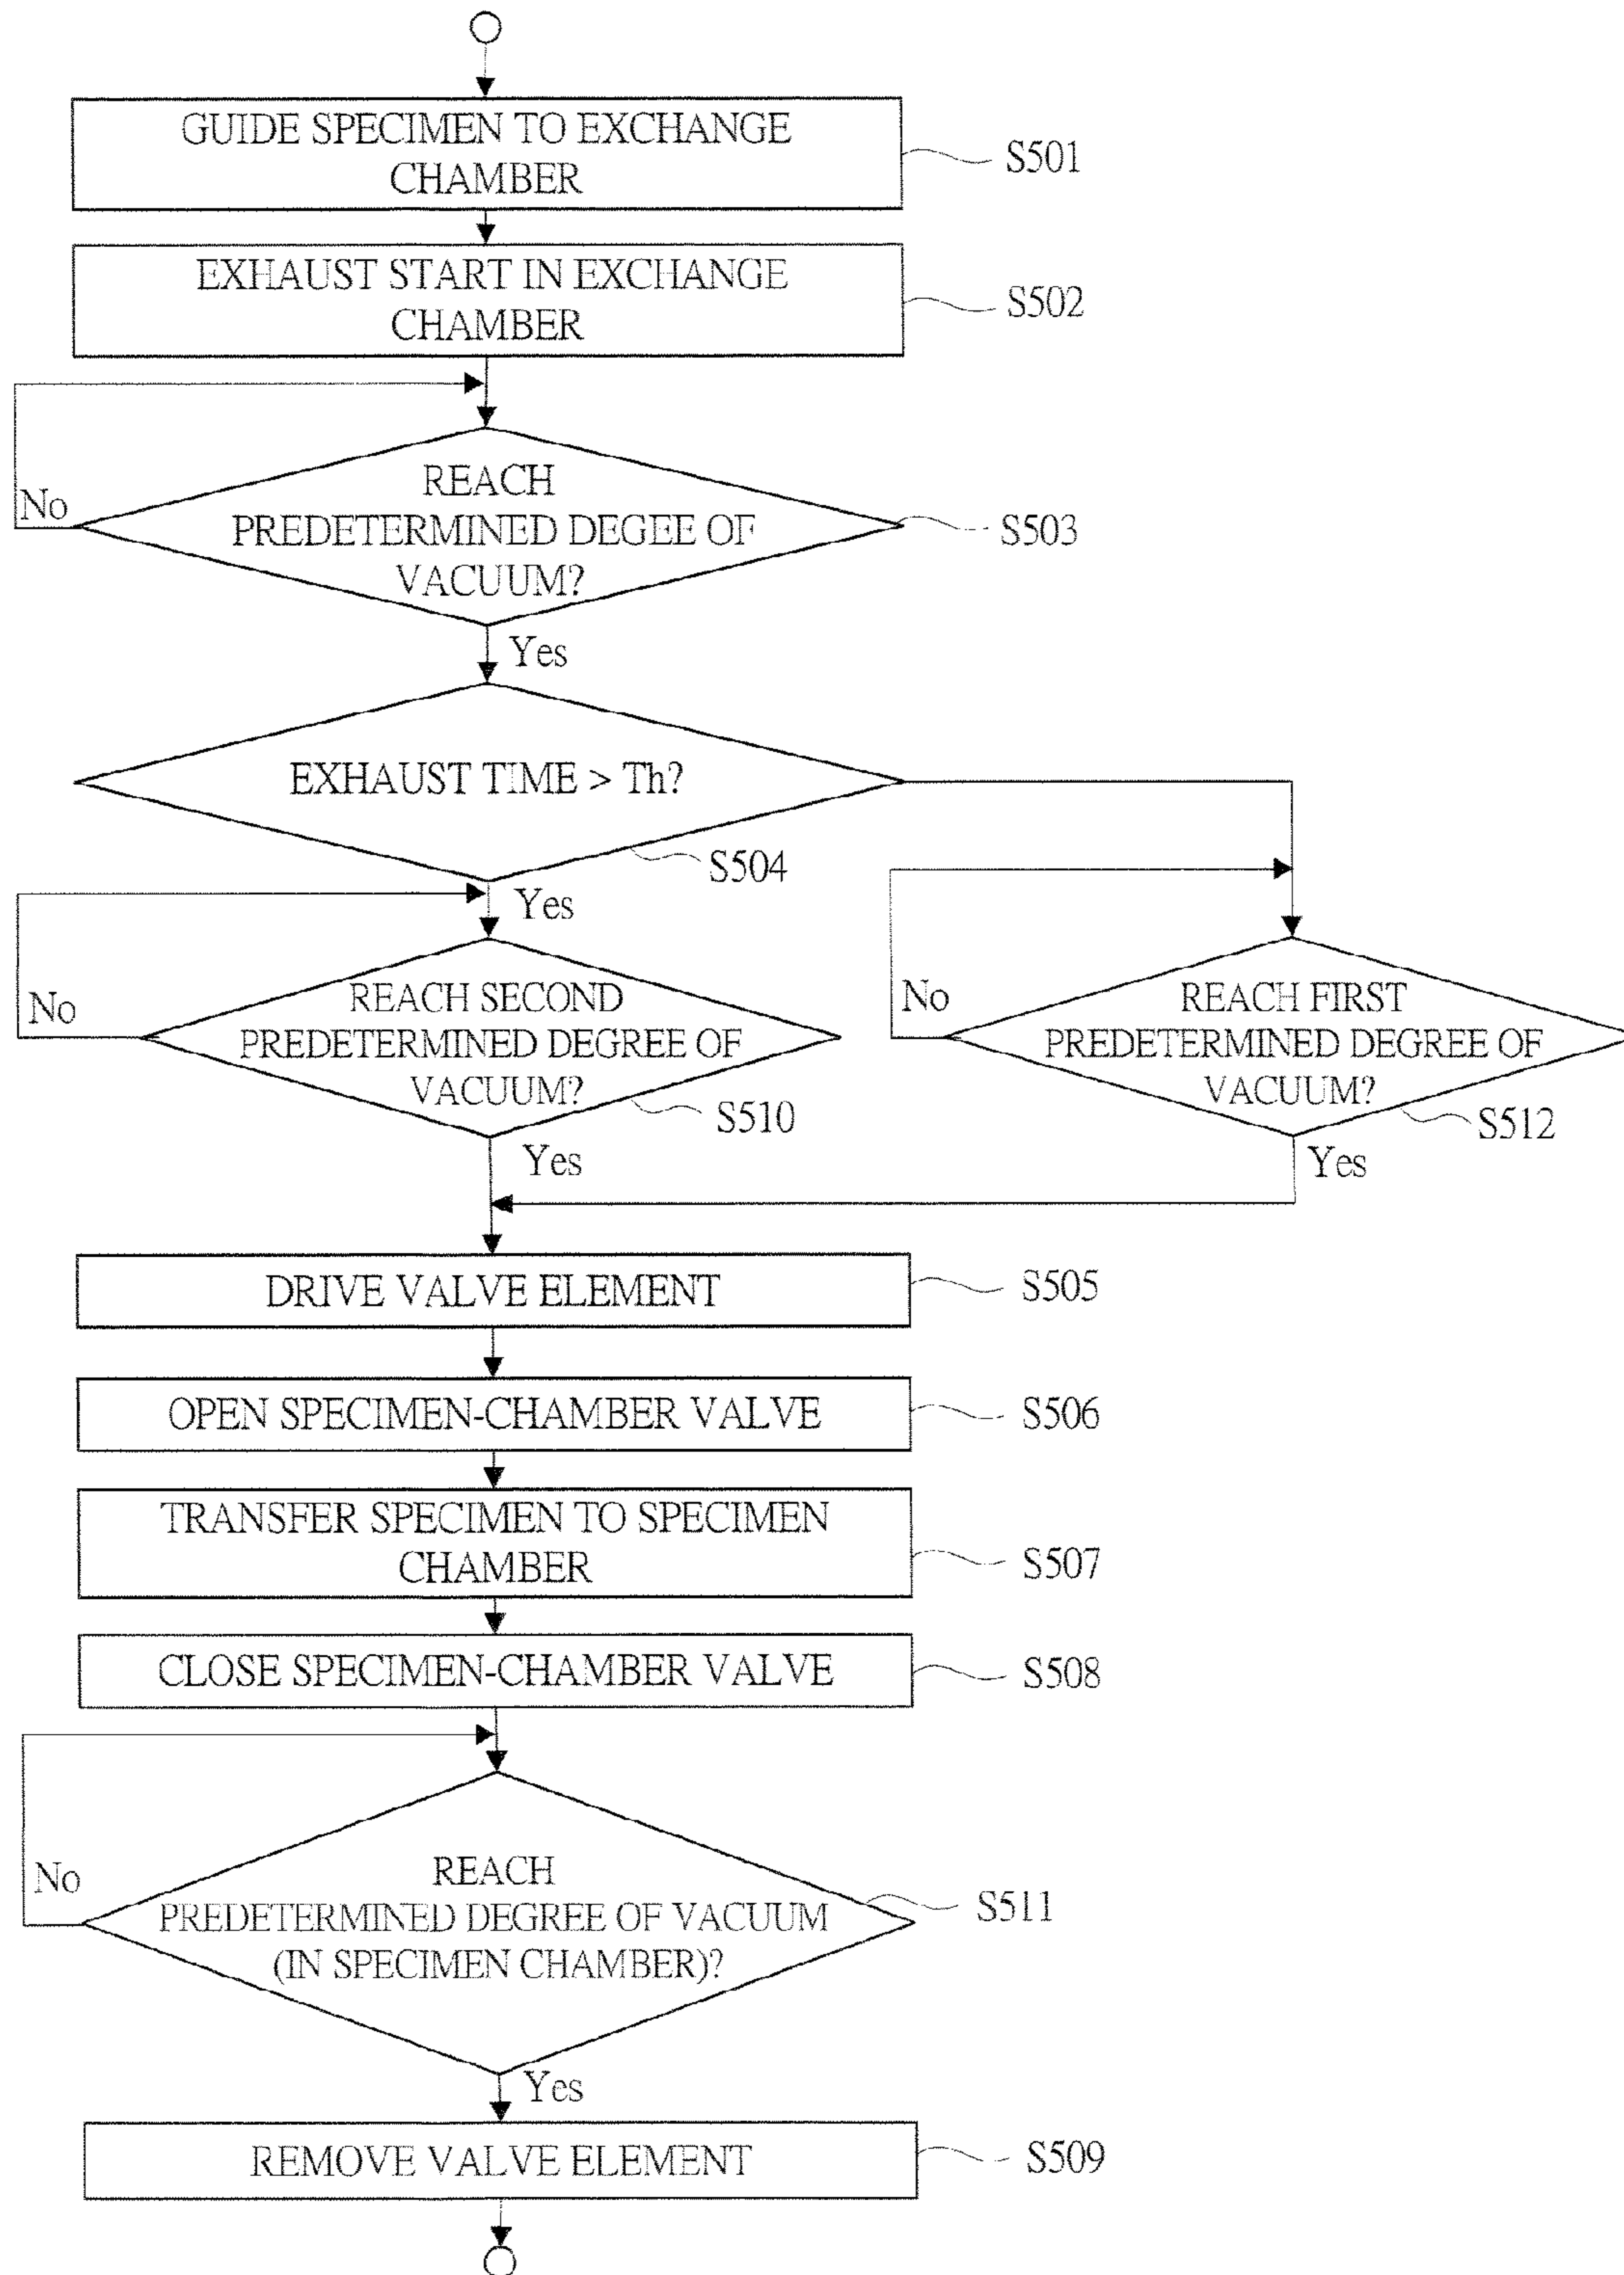 GUIDE SPECIMEN TO EXCHANGE
CHAMBER
S501
EXHAUST START IN EXCHANGE
CHAMBER
S502
REACH
PREDETERMINED DEGEE OF
VACUUM?
No
S503
Yes
EXHAUST TIME > Th?
S504
Yes
REACH SECOND
PREDETERMINED DEGREE OF
VACUUM?
No
S510
Yes
REACH FIRST
PREDETERMINED DEGREE OF
VACUUM?
No
S512
Yes
DRIVE VALVE ELEMENT
S505
OPEN SPECIMEN-CHAMBER VALVE
S506
TRANSFER SPECIMEN TO SPECIMEN
CHAMBER
S507
CLOSE SPECIMEN-CHAMBER VALVE
S508
REACH
PREDETERMINED DEGREE OF VACUUM
(IN SPECIMEN CHAMBER)?
No
S511
Yes
REMOVE VALVE ELEMENT
S509